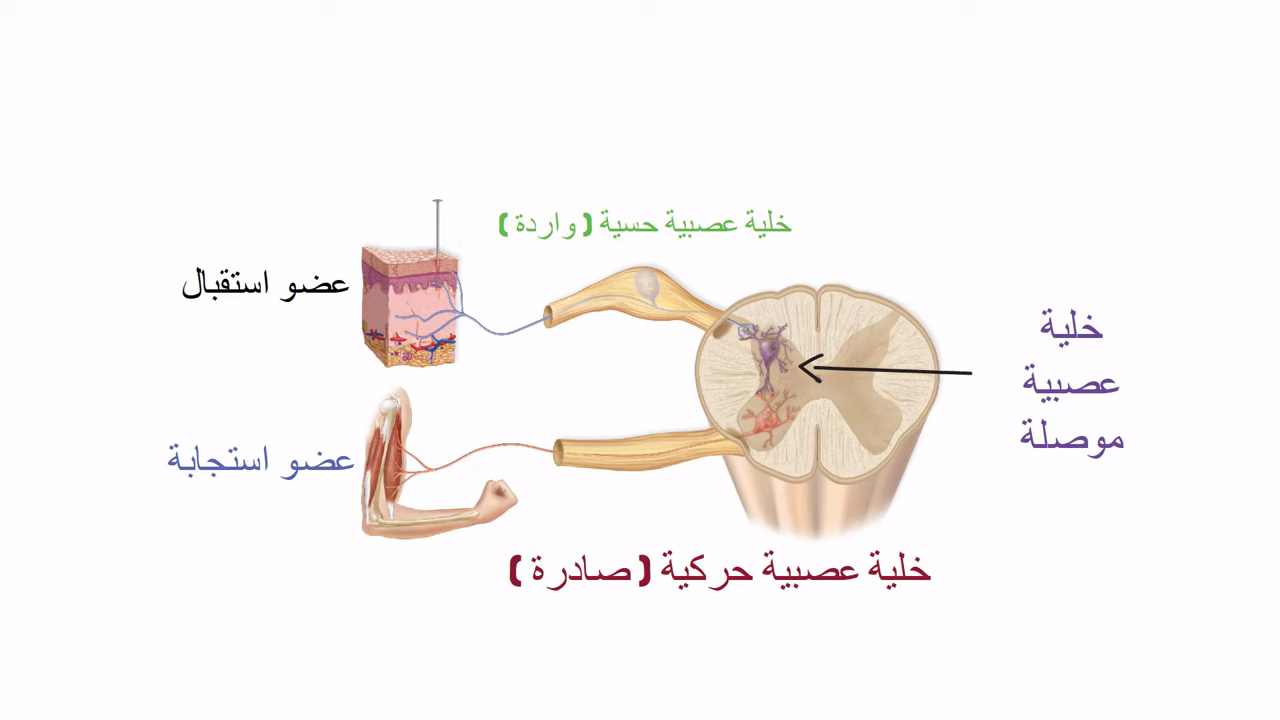 خلية عصبية حسية ( واردة )
عضو استقبال
خلية
عصبية
موصلة
عضو استجابة
خلية عصبية حركية ( صادرة )